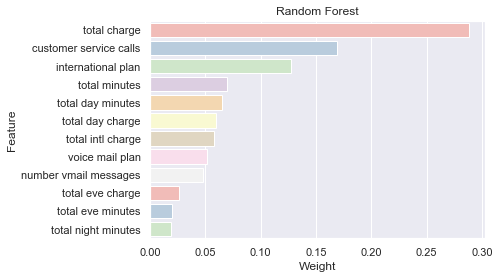 Random Forest
total charge
customer service calls
international plan
total minutes
total day minutes
total day charge
total intl charge
voice mail plan
number vmail messages
total eve charge
total eve minutes
total night minutes
Feature
0.00 0.05 0.10 0.15 0.20 0.25 0.30
Weight